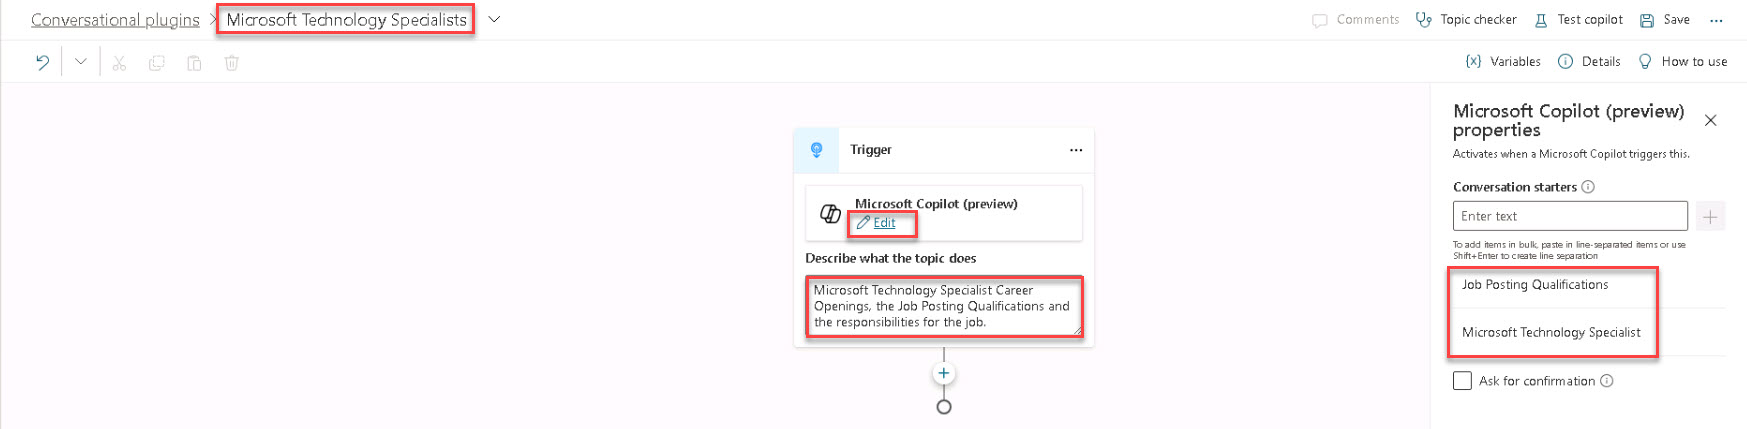 Conversational plugins > Microsoft Technology Specialists
Comments Topic checker Test copilot Save ...
{x} Variables Details How to use
Trigger ...
Microsoft Copilot (preview)
Edit
Describe what the topic does
Microsoft Technology Specialist Career
Openings, the Job Posting Qualifications and
the responsibilities for the job.
Microsoft Copilot (preview)
properties
Activates when a Microsoft Copilot triggers this.
Conversation starters
Enter text
To add items in bulk, paste in line-separated items or use
Shift+Enter to create line separation
Job Posting Qualifications
Microsoft Technology Specialist
Ask for confirmation